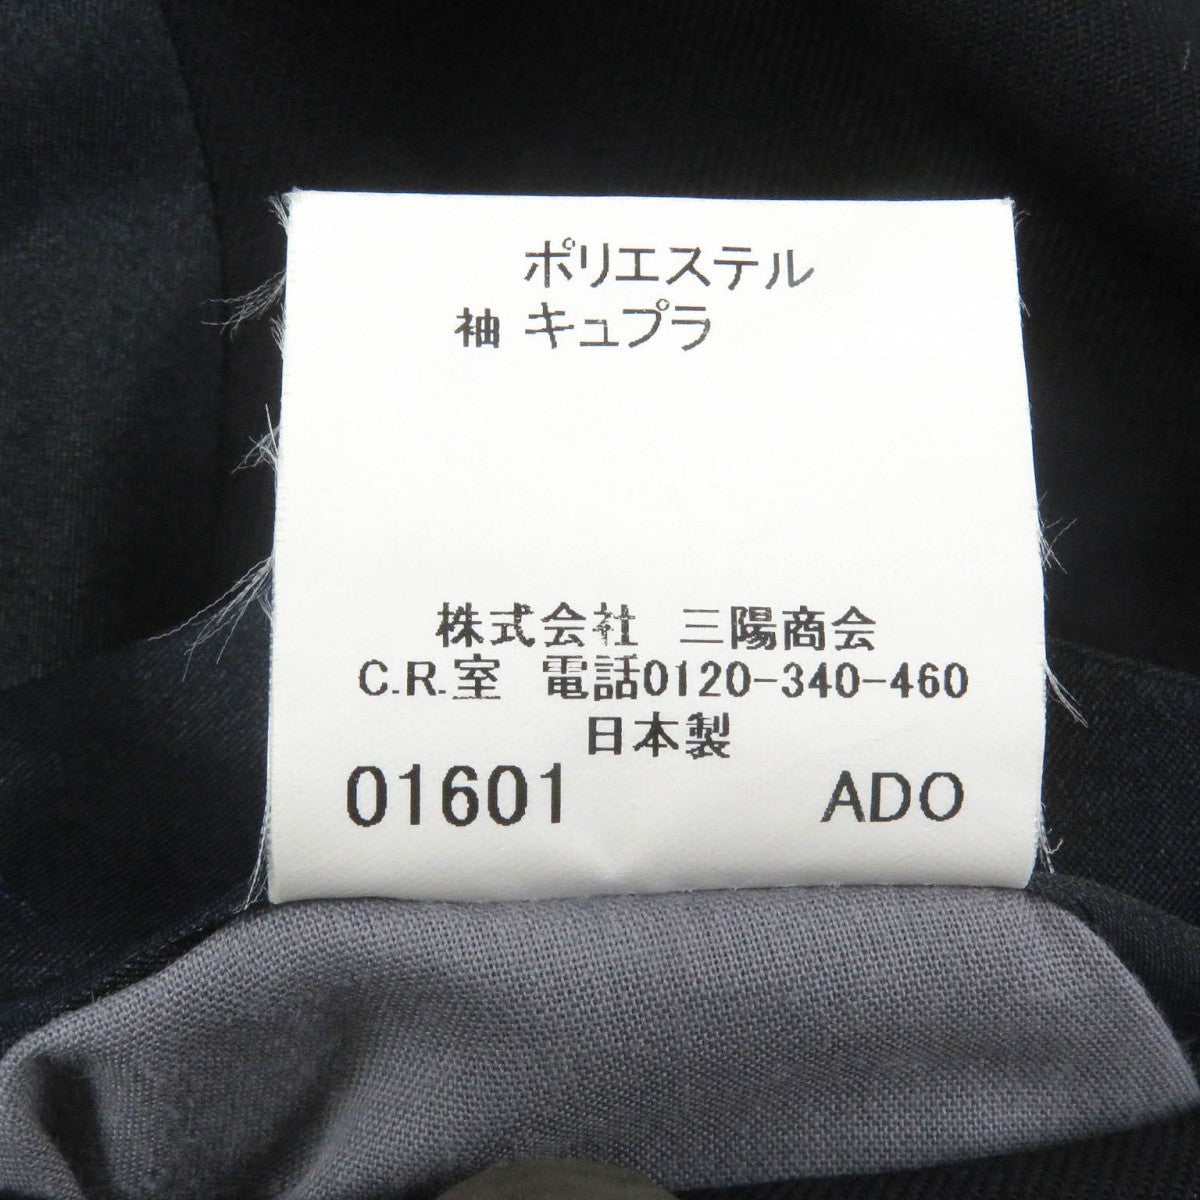 ポリエステル
袖 キュプラ
株式会社 三陽商会
C.R.室 電話0120-340-460
日本製
01601 ADO